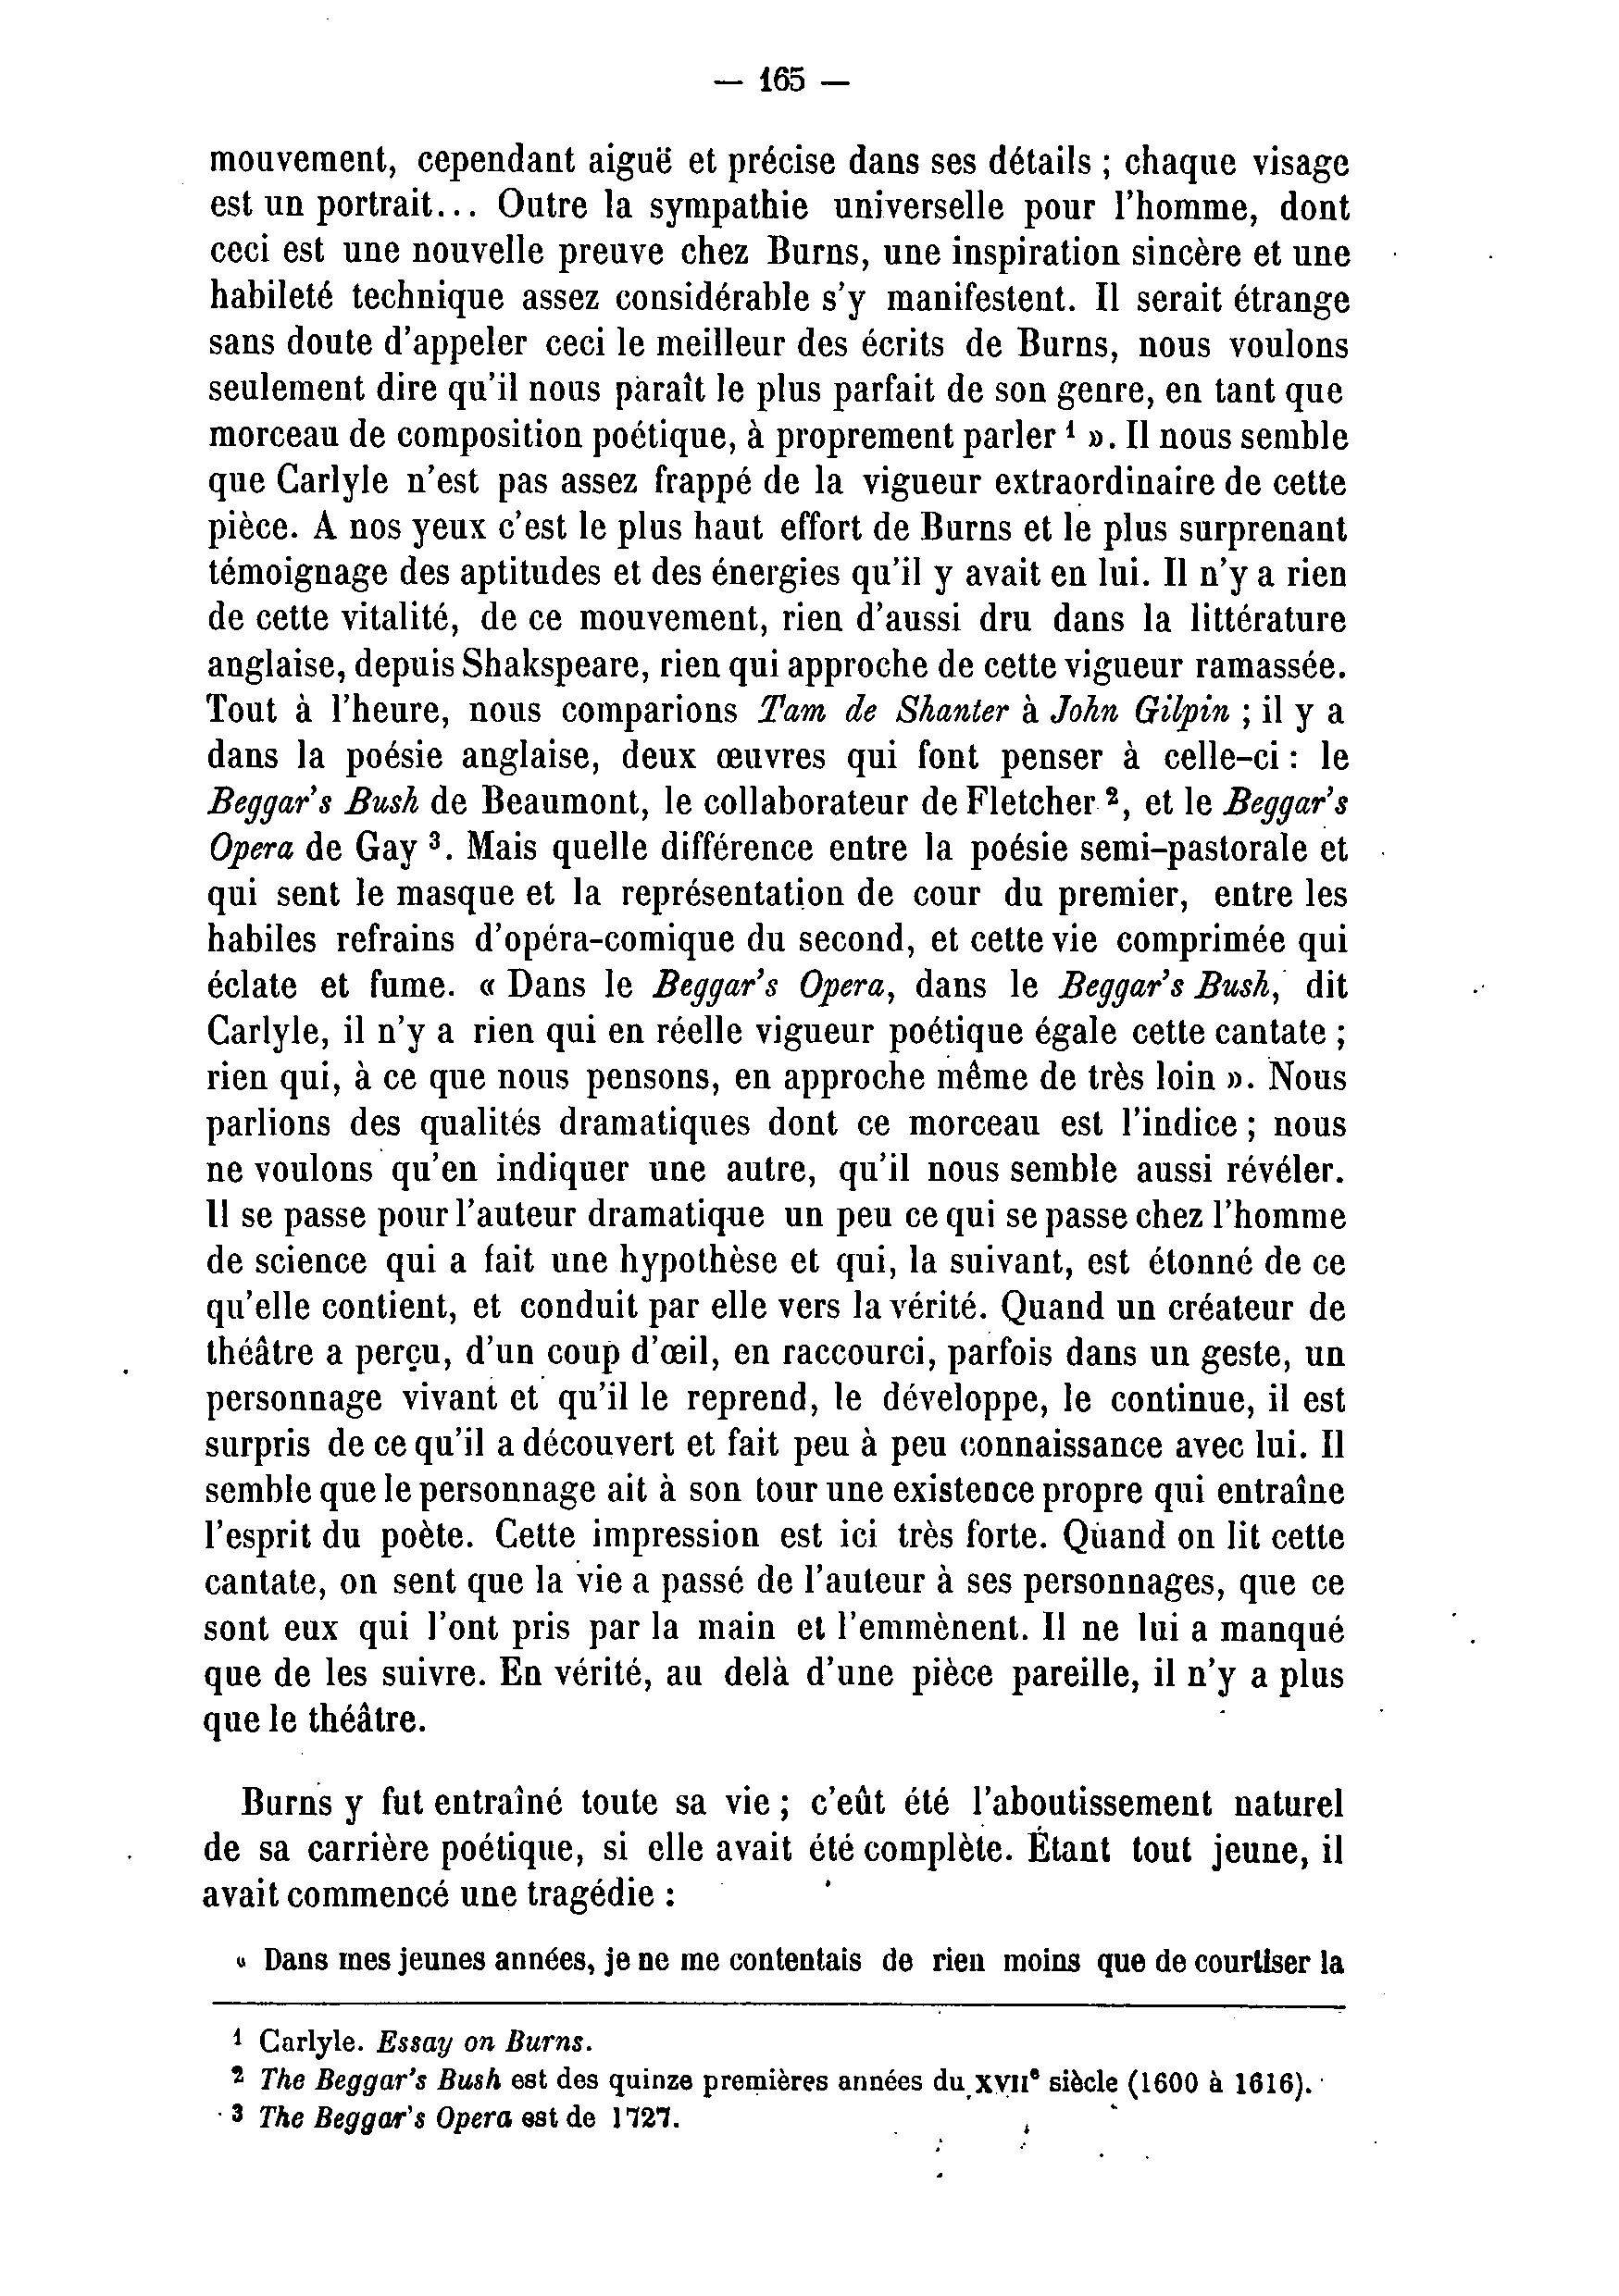 — 165 —
mouvement, cependant aiguë et précise dans ses détails ; chaque visage
est un portrait... Outre la sympathie universelle pour l'homme, dont
ceci est une nouvelle preuve chez Burns, une inspiration sincère et une
habileté technique assez considérable s'y manifestent. Il serait étrange
sans doute d'appeler ceci le meilleur des écrits de Burns, nous voulons
seulement dire qu'il nous paraît le plus parfait de son genre, en tant que
morceau de composition poétique, à proprement parler ¹ ». Il nous semble
que Carlyle n'est pas assez frappé de la vigueur extraordinaire de cette
pièce. A nos yeux c'est le plus haut effort de Burns et le plus surprenant
témoignage des aptitudes et des énergies qu'il y avait en lui. Il n'y a rien
de cette vitalité, de ce mouvement, rien d'aussi dru dans la littérature
anglaise, depuis Shakspeare, rien qui approche de cette vigueur ramassée.
Tout à l'heure, nous comparions Tam de Shanter à John Gilpin ; il y a
dans la poésie anglaise, deux œuvres qui font penser à celle-ci : le
Beggar's Bush de Beaumont, le collaborateur de Fletcher ², et le Beggar's
Opera de Gay ³. Mais quelle différence entre la poésie semi-pastorale et
qui sent le masque et la représentation de cour du premier, entre les
habiles refrains d'opéra-comique du second, et cette vie comprimée qui
éclate et fume. « Dans le Beggar's Opera, dans le Beggar's Bush, dit
Carlyle, il n'y a rien qui en réelle vigueur poétique égale cette cantate ;
rien qui, à ce que nous pensons, en approche même de très loin ». Nous
parlions des qualités dramatiques dont ce morceau est l'indice ; nous
ne voulons qu'en indiquer une autre, qu'il nous semble aussi révéler.
Il se passe pour l'auteur dramatique un peu ce qui se passe chez l'homme
de science qui a fait une hypothèse et qui, la suivant, est étonné de ce
qu'elle contient, et conduit par elle vers la vérité. Quand un créateur de
théâtre a perçu, d'un coup d'œil, en raccourci, parfois dans un geste, un
personnage vivant et qu'il le reprend, le développe, le continue, il est
surpris de ce qu'il a découvert et fait peu à peu connaissance avec lui. Il
semble que le personnage ait à son tour une existence propre qui entraîne
l'esprit du poète. Cette impression est ici très forte. Quand on lit cette
cantate, on sent que la vie a passé de l'auteur à ses personnages, que ce
sont eux qui l'ont pris par la main et l'emmènent. Il ne lui a manqué
que de les suivre. En vérité, au delà d'une pièce pareille, il n'y a plus
que le théâtre.
Burns y fut entraîné toute sa vie ; c'eût été l'aboutissement naturel
de sa carrière poétique, si elle avait été complète. Étant tout jeune, il
avait commencé une tragédie :
« Dans mes jeunes années, je ne me contentais de rien moins que de courtiser la
¹ Carlyle. Essay on Burns.
² The Beggar's Bush est des quinze premières années du XVIIe siècle (1600 à 1616).
³ The Beggar's Opera est de 1727.